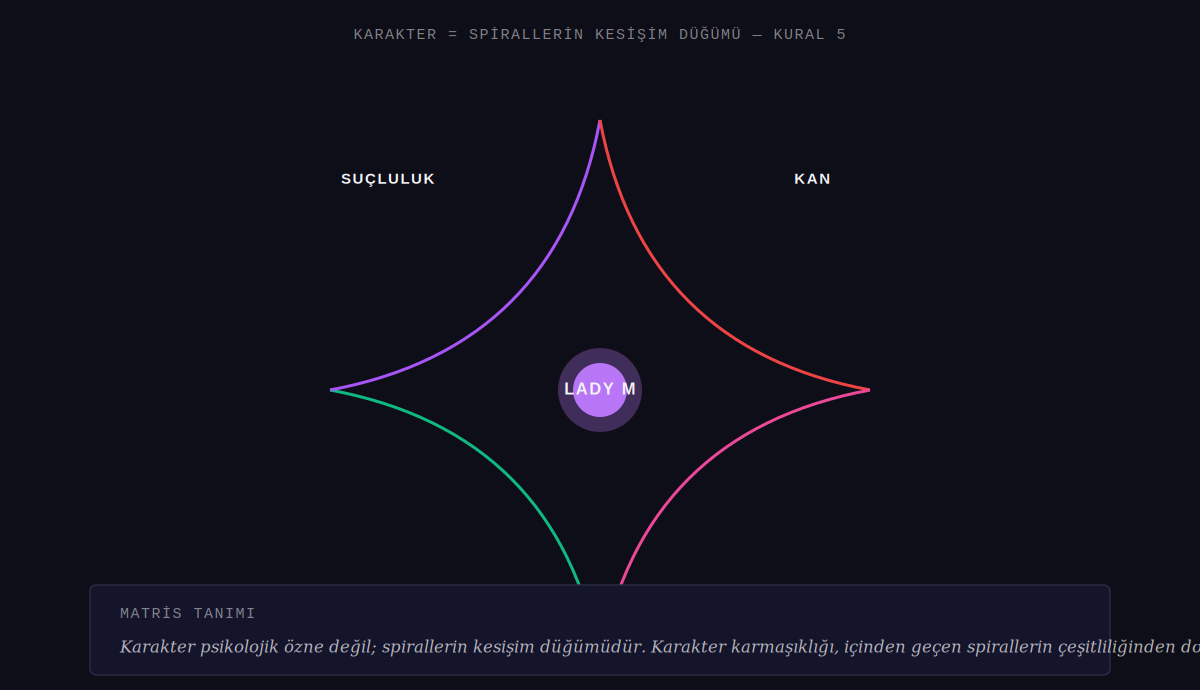 KARAKTER = SPİRALLERİN KESİŞİM DÜĞÜMÜ — KURAL 5
SUÇLULUK
KAN
LADY M
MATRİS TANIMI
Karakter psikolojik özne değil; spirallerin kesişim düğümüdür. Karakter karmaşıklığı, içinden geçen spirallerin çeşitliliğinden